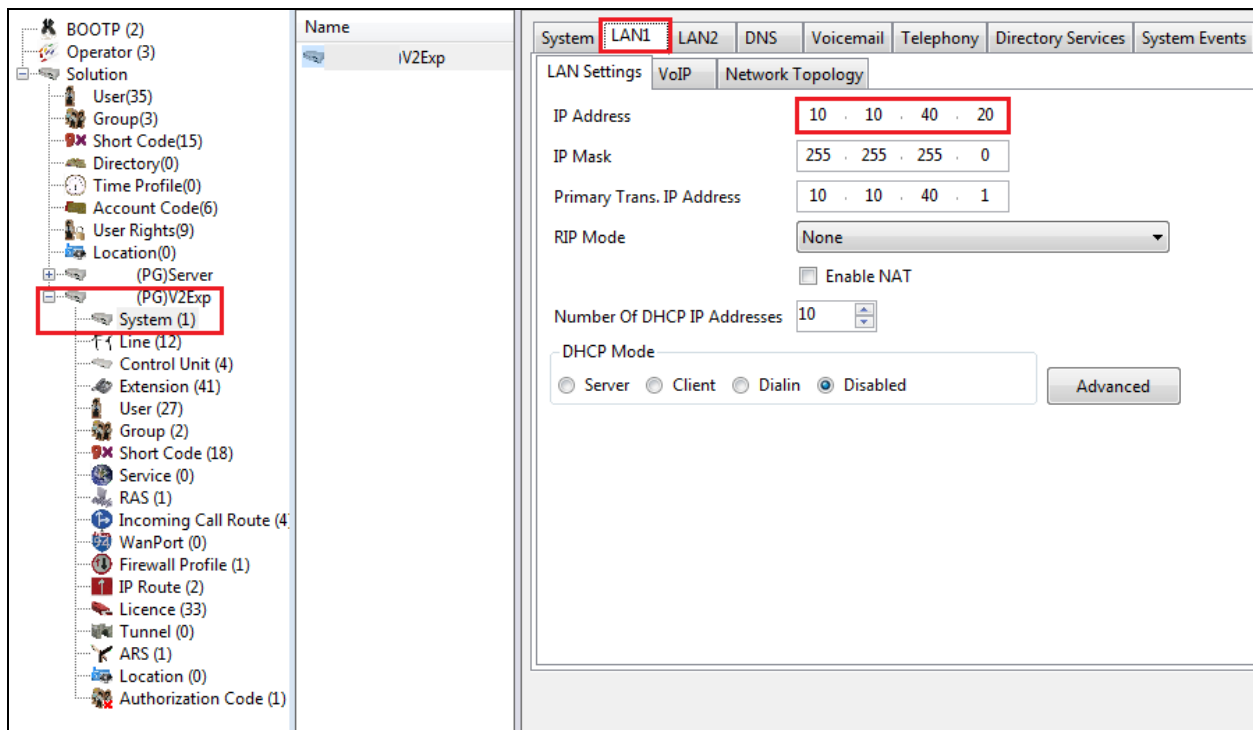 BOOTP (2)
Operator (3)
Solution
User(35)
Group(3)
Short Code(15)
Directory(0)
Time Profile(0)
Account Code(6)
User Rights(9)
Location(0)
(PG)Server
(PG)V2Exp
System (1)
Line (12)
Control Unit (4)
Extension (41)
User (27)
Group (2)
Short Code (18)
Service (0)
RAS (1)
Incoming Call Route (4
WanPort (0)
Firewall Profile (1)
IP Route (2)
Licence (33)
Tunnel (0)
ARS (1)
Location (0)
Authorization Code (1)
Name
V2Exp
System LAN1 LAN2 DNS Voicemail Telephony Directory Services System Events
LAN Settings VoIP Network Topology
IP Address 10 . 10 . 40 . 20
IP Mask 255 . 255 . 255 . 0
Primary Trans. IP Address 10 . 10 . 40 . 1
RIP Mode None
Enable NAT
Number Of DHCP IP Addresses 10
DHCP Mode
Server Client Dialin Disabled Advanced